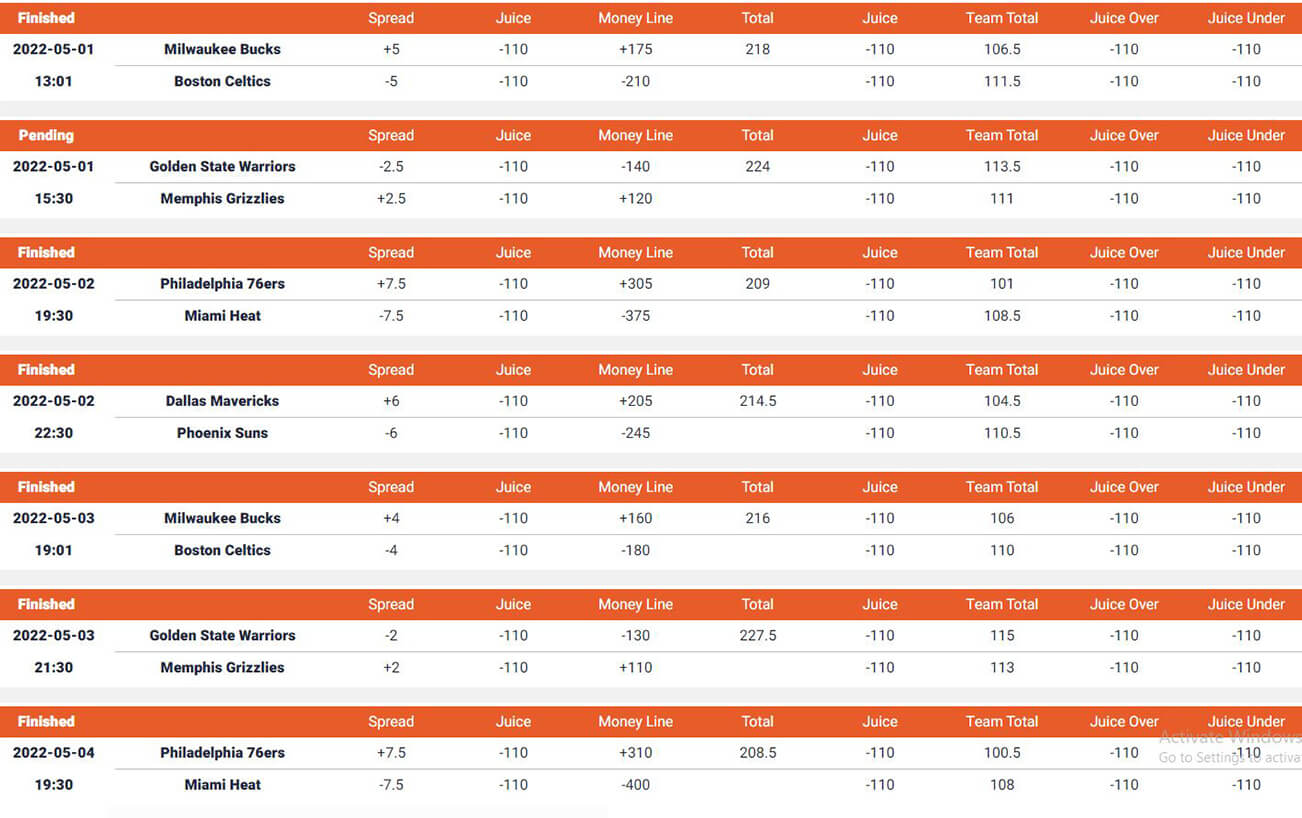 Finished Spread Juice Money Line Total Juice Team Total Juice Over Juice Under
2022-05-01 Milwaukee Bucks +5 -110 +175 218 -110 106.5 -110 -110
13:01 Boston Celtics -5 -110 -210 -110 111.5 -110 -110
Pending Spread Juice Money Line Total Juice Team Total Juice Over Juice Under
2022-05-01 Golden State Warriors -2.5 -110 -140 224 -110 113.5 -110 -110
15:30 Memphis Grizzlies +2.5 -110 +120 -110 111 -110 -110
Finished Spread Juice Money Line Total Juice Team Total Juice Over Juice Under
2022-05-02 Philadelphia 76ers +7.5 -110 +305 209 -110 101 -110 -110
19:30 Miami Heat -7.5 -110 -375 -110 108.5 -110 -110
Finished Spread Juice Money Line Total Juice Team Total Juice Over Juice Under
2022-05-02 Dallas Mavericks +6 -110 +205 214.5 -110 104.5 -110 -110
22:30 Phoenix Suns -6 -110 -245 -110 110.5 -110 -110
Finished Spread Juice Money Line Total Juice Team Total Juice Over Juice Under
2022-05-03 Milwaukee Bucks +4 -110 +160 216 -110 106 -110 -110
19:01 Boston Celtics -4 -110 -180 -110 110 -110 -110
Finished Spread Juice Money Line Total Juice Team Total Juice Over Juice Under
2022-05-03 Golden State Warriors -2 -110 -130 227.5 -110 115 -110 -110
21:30 Memphis Grizzlies +2 -110 +110 -110 113 -110 -110
Finished Spread Juice Money Line Total Juice Team Total Juice Over Juice Under
Activate Windows
2022-05-04 Philadelphia 76ers +7.5 -110 +310 208.5 -110 100.5 -110 -110
Go to Settings to activa
19:30 Miami Heat -7.5 -110 -400 -110 108 -110 -110